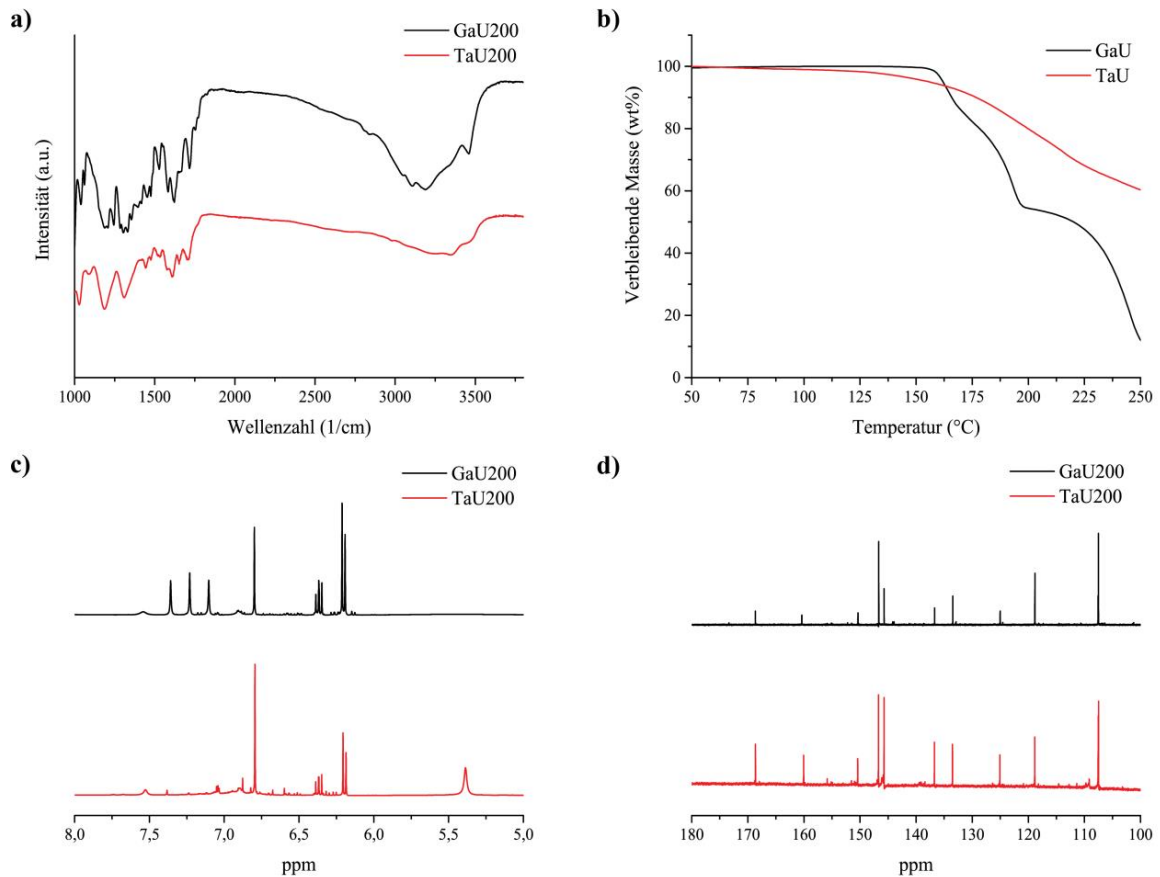 a)
GaU200
TaU200
Intensität (a.u.)
1000 1500 2000 2500 3000 3500
Wellenzahl (1/cm)
b)
GaU
TaU
Verbleibende Masse (wt%)
100
80
60
40
20
0
50 75 100 125 150 175 200 225 250
Temperatur (°C)
c)
GaU200
TaU200
8,0 7,5 7,0 6,5 6,0 5,5 5,0
ppm
d)
GaU200
TaU200
180 170 160 150 140 130 120 110 100
ppm